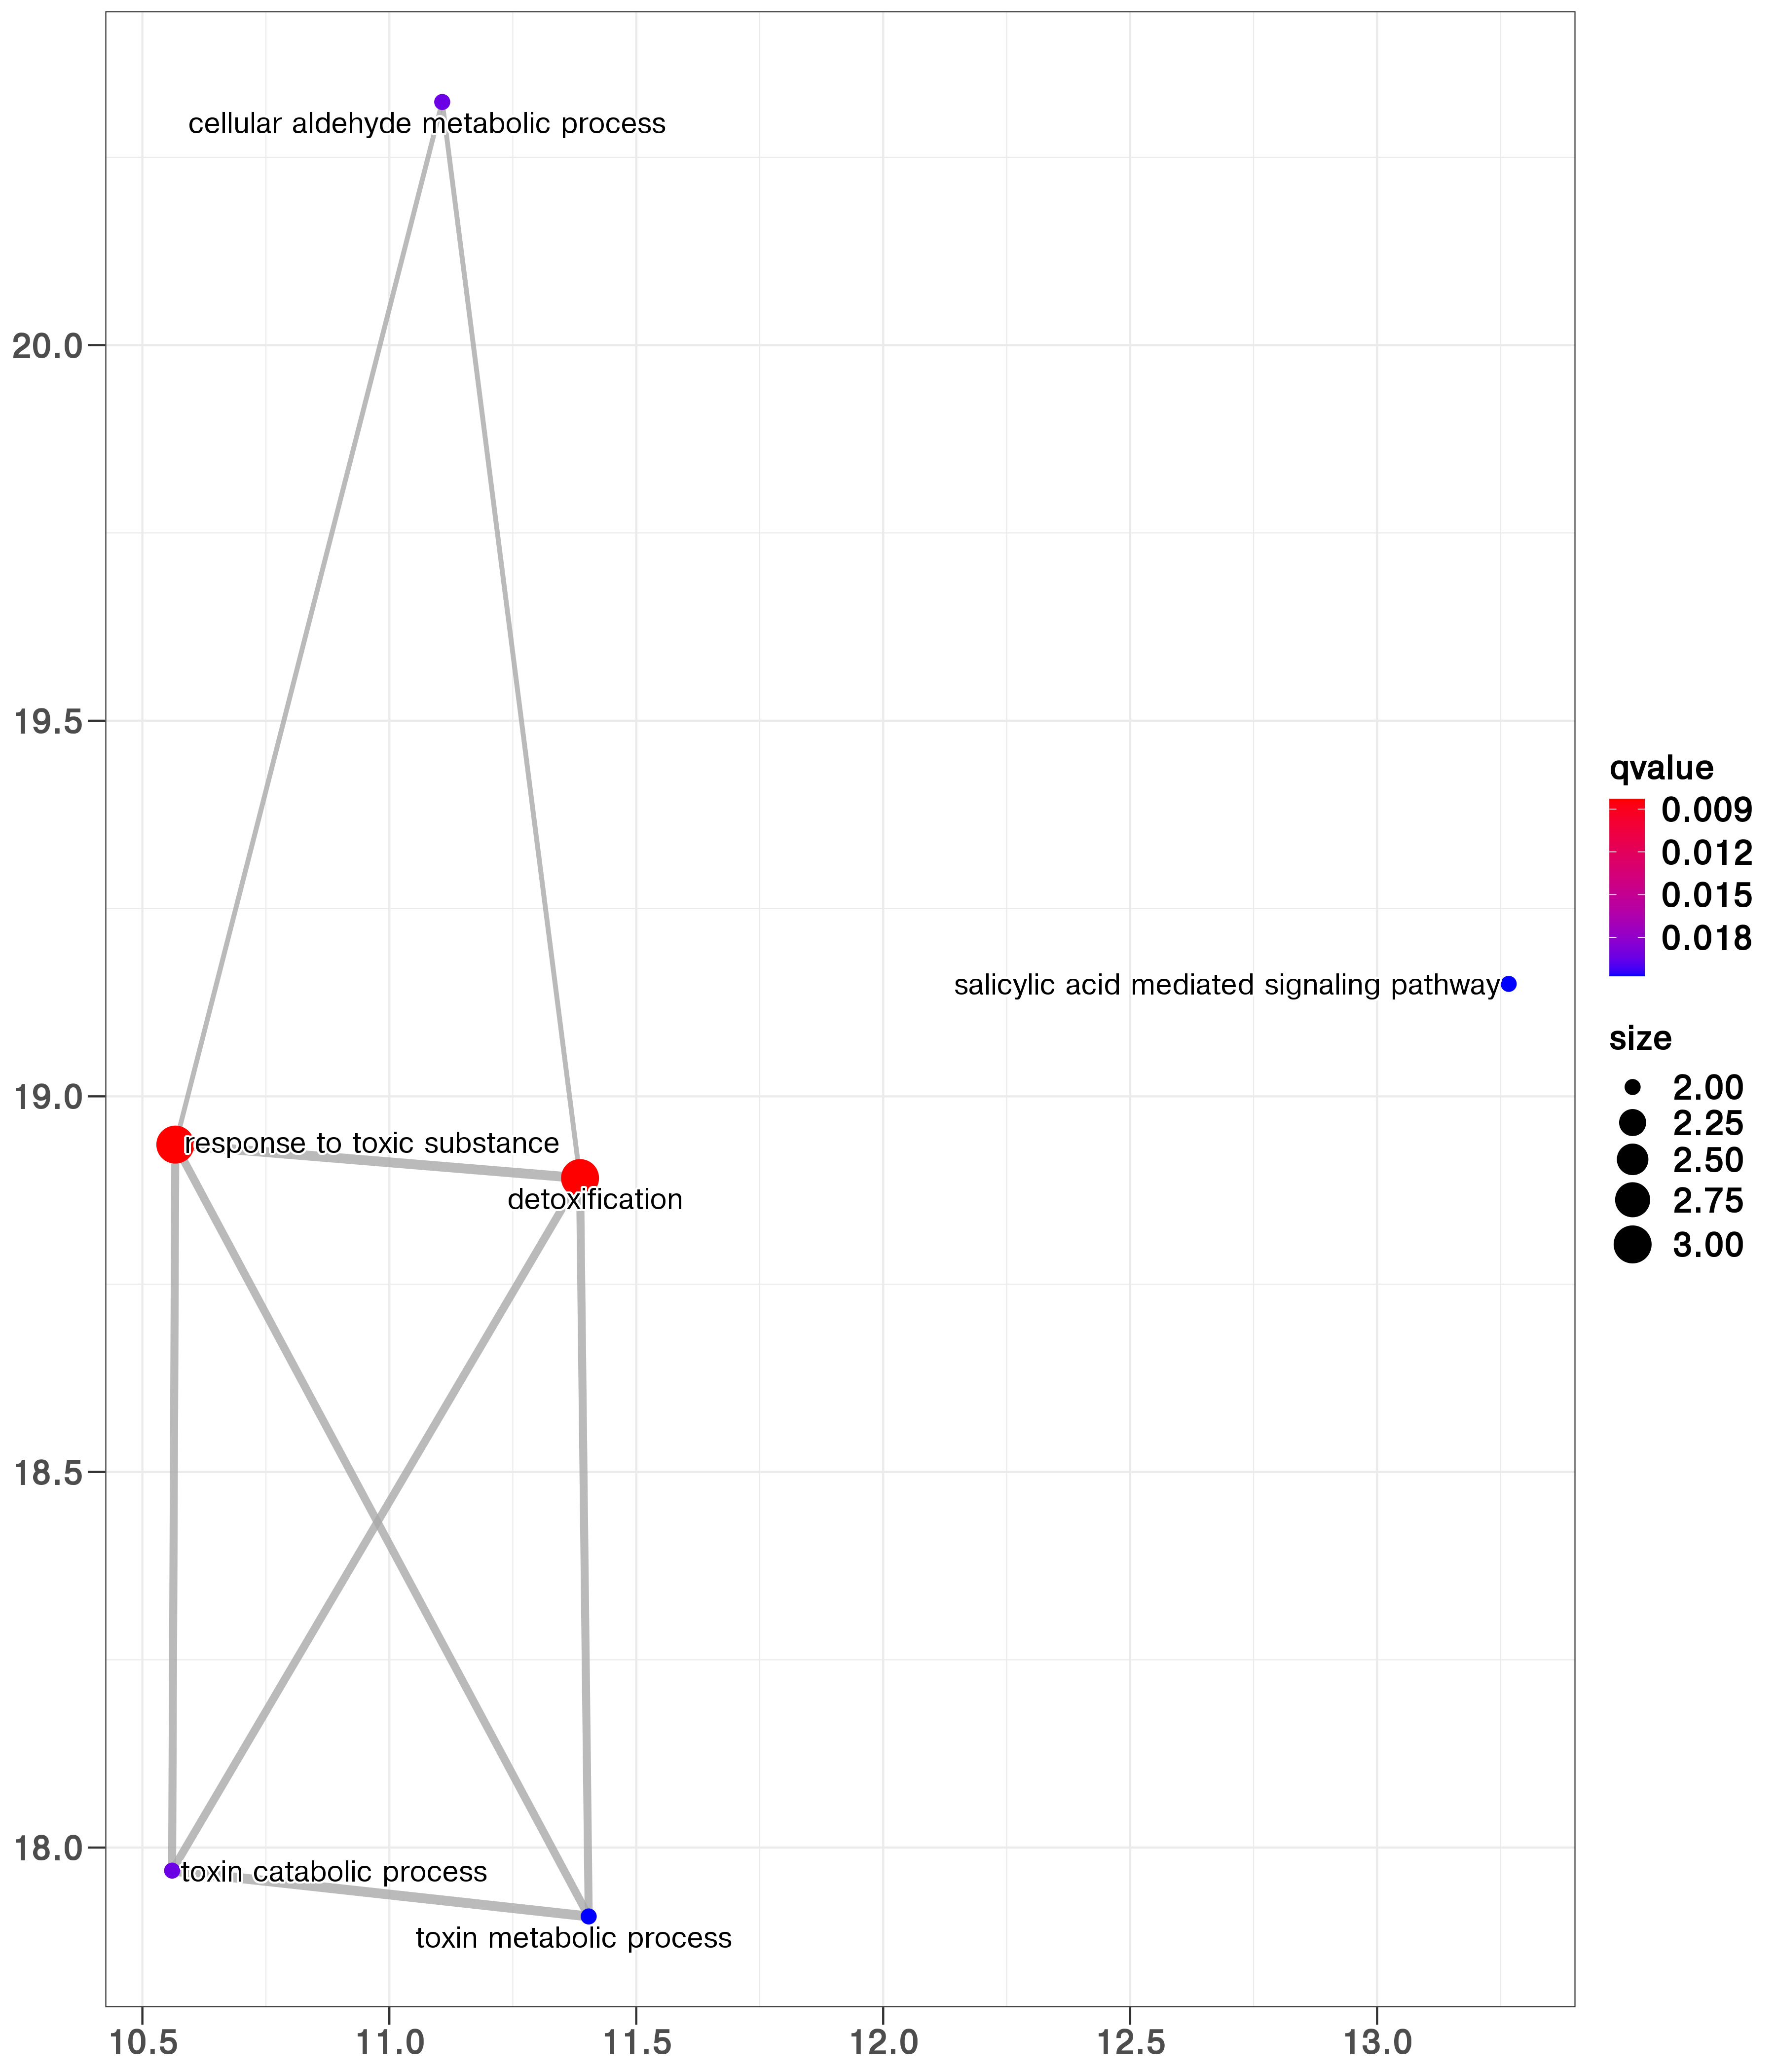 cellular aldehyde metabolic process
20.0
19.5
salicylic acid mediated signaling pathway
19.0
response to toxic substance
detoxification
18.5
18.0
toxin catabolic process
toxin metabolic process
10.5 11.0 11.5 12.0 12.5 13.0
qvalue
0.009
0.012
0.015
0.018
size
2.00
2.25
2.50
2.75
3.00